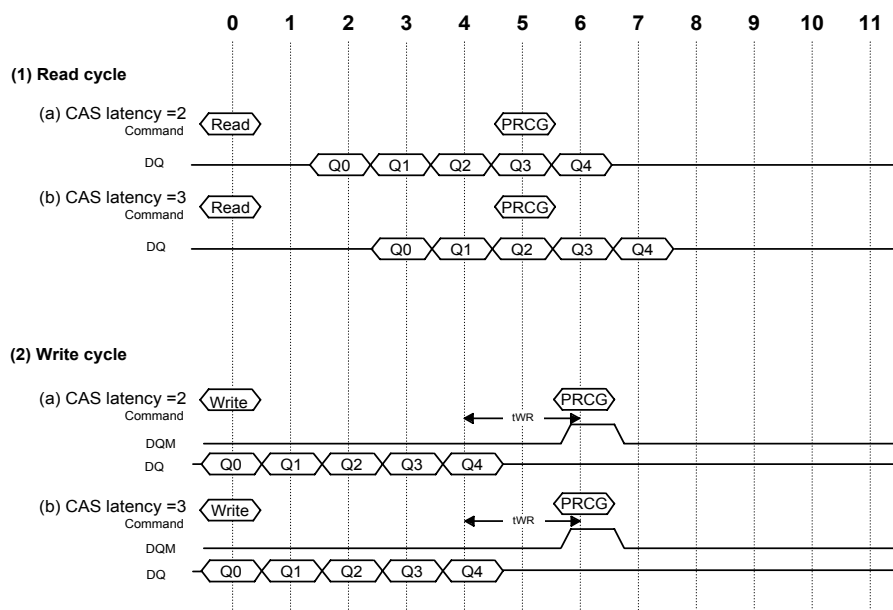 0 1 2 3 4 5 6 7 8 9 10 11
(1) Read cycle
(a) CAS latency =2
Command
Read PRCG
DQ Q0 Q1 Q2 Q3 Q4
(b) CAS latency =3
Command
Read PRCG
DQ Q0 Q1 Q2 Q3 Q4
(2) Write cycle
(a) CAS latency =2
Command
Write PRCG
tWR
DQM
DQ Q0 Q1 Q2 Q3 Q4
(b) CAS latency =3
Command
Write PRCG
tWR
DQM
DQ Q0 Q1 Q2 Q3 Q4